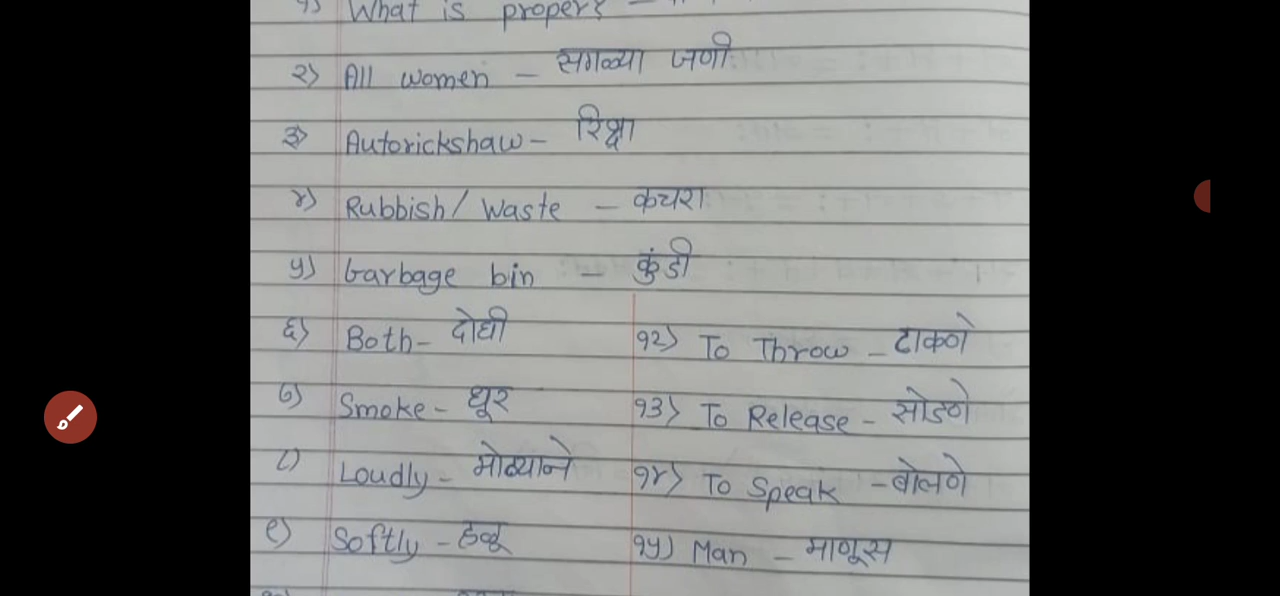 १) What is proper?
२) All women – सगळ्या जणी
३) Autorickshaw – रिक्षा
४) Rubbish/ Waste – कचरा
५) Garbage bin – कुंडी
६) Both – दोघी
१२) To Throw – टाकणे
७) Smoke – धूर
१३) To Release – सोडणे
८) Loudly – मोठ्याने
१४) To Speak – बोलणे
९) Softly – हळू
१५) Man – माणूस